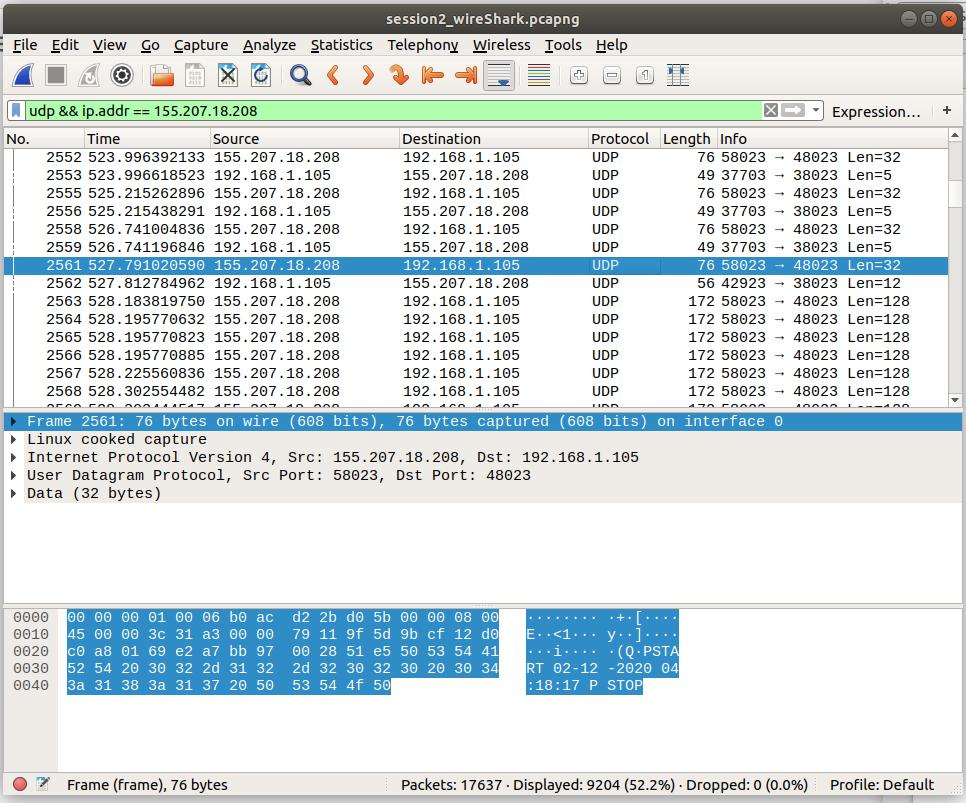 session2_wireShark.pcapng
File Edit View Go Capture Analyze Statistics Telephony Wireless Tools Help
udp && ip.addr == 155.207.18.208 Expression… +
No. Time Source Destination Protocol Length Info
2552 523.996392133 155.207.18.208 192.168.1.105 UDP 76 58023 → 48023 Len=32
2553 523.996618523 192.168.1.105 155.207.18.208 UDP 49 37703 → 38023 Len=5
2555 525.215262896 155.207.18.208 192.168.1.105 UDP 76 58023 → 48023 Len=32
2556 525.215438291 192.168.1.105 155.207.18.208 UDP 49 37703 → 38023 Len=5
2558 526.741004836 155.207.18.208 192.168.1.105 UDP 76 58023 → 48023 Len=32
2559 526.741196846 192.168.1.105 155.207.18.208 UDP 49 37703 → 38023 Len=5
2561 527.791020590 155.207.18.208 192.168.1.105 UDP 76 58023 → 48023 Len=32
2562 527.812784962 192.168.1.105 155.207.18.208 UDP 56 42923 → 38023 Len=12
2563 528.183819750 155.207.18.208 192.168.1.105 UDP 172 58023 → 48023 Len=128
2564 528.195770632 155.207.18.208 192.168.1.105 UDP 172 58023 → 48023 Len=128
2565 528.195770823 155.207.18.208 192.168.1.105 UDP 172 58023 → 48023 Len=128
2566 528.195770885 155.207.18.208 192.168.1.105 UDP 172 58023 → 48023 Len=128
2567 528.225560836 155.207.18.208 192.168.1.105 UDP 172 58023 → 48023 Len=128
2568 528.302554482 155.207.18.208 192.168.1.105 UDP 172 58023 → 48023 Len=128
Frame 2561: 76 bytes on wire (608 bits), 76 bytes captured (608 bits) on interface 0
Linux cooked capture
Internet Protocol Version 4, Src: 155.207.18.208, Dst: 192.168.1.105
User Datagram Protocol, Src Port: 58023, Dst Port: 48023
Data (32 bytes)
0000 00 00 00 01 00 06 b0 ac d2 2b d0 5b 00 00 08 00 ········ ·+·[····
0010 45 00 00 3c 31 a3 00 00 79 11 9f 5d 9b cf 12 d0 E··<1··· y··]····
0020 c0 a8 01 69 e2 a7 bb 97 00 28 51 e5 50 53 54 41 ···i···· ·(Q·PSTA
0030 52 54 20 30 32 2d 31 32 2d 32 30 32 30 20 30 34 RT 02-12 -2020 04
0040 3a 31 38 3a 31 37 20 50 53 54 4f 50 :18:17 P STOP
Frame (frame), 76 bytes Packets: 17637 · Displayed: 9204 (52.2%) · Dropped: 0 (0.0%) Profile: Default